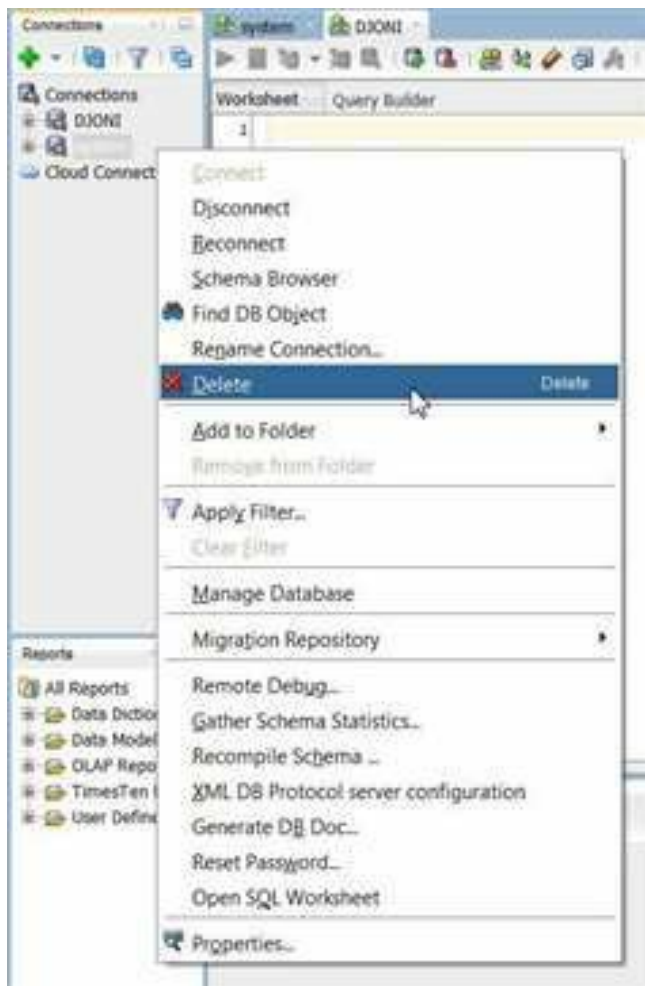 Connections
system
DJONI
Connections
Worksheet
Query Builder
DJONI
1
Cloud Connect
Connect
Disconnect
Reconnect
Schema Browser
Find DB Object
Rename Connection...
Delete
Delete
Add to Folder
Remove from Folder
Apply Filter...
Clear Filter
Manage Database
Migration Repository
Reports
All Reports
Remote Debug...
Data Diction
Gather Schema Statistics...
Data Model
Recompile Schema ...
OLAP Repo
XML DB Protocol server configuration
TimesTen
Generate DB Doc...
User Define
Reset Password...
Open SQL Worksheet
Properties...